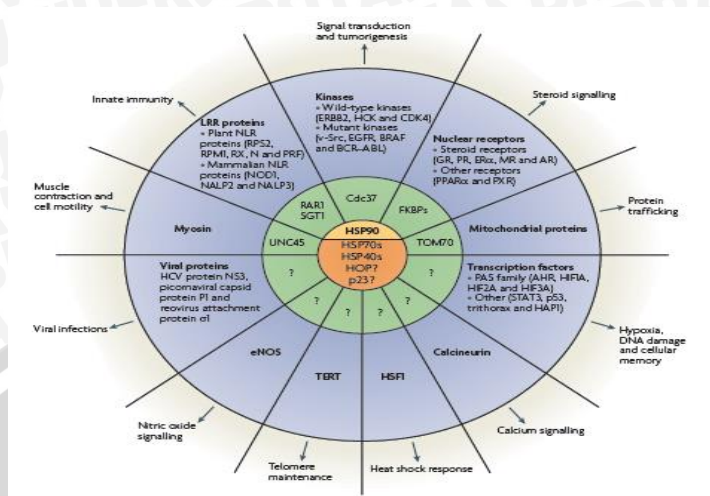 Signal transduction
and tumorigenesis
Innate immunity
Steroid signalling
Kinases
• Wild-type kinases
(ERBB2, HCK and CDK4)
• Mutant kinases
(v-Src, EGFR, BRAF
and BCR–ABL)
LRR proteins
• Plant NLR
proteins (RPS2,
RPM1, RX, N and PRF)
• Mammalian NLR
proteins (NOD1,
NALP2 and NALP3)
Nuclear receptors
• Steroid receptors
(GR, PR, ERα, MR and AR)
• Other receptors
(PPARα and PXR)
Muscle
contraction and
cell motility
Protein
trafficking
Myosin
RAR1
SGT1
Cdc37
FKBPs
Mitochondrial proteins
UNC45
HSP90
TOM70
HSP70s
HSP40s
HOP?
p23?
Viral proteins
HCV protein NS3,
picornaviral capsid
protein P1 and
reovirus attachment
protein σ1
?
?
?
?
?
?
Transcription factors
• PAS family (AHR, HIF1A,
HIF2A and HIF3A)
• Other (STAT3, p53,
trithorax and HAP1)
Viral infections
Hypoxia,
DNA damage
and cellular
memory
eNOS
TERT
HSF1
Calcineurin
Nitric oxide
signalling
Telomere
maintenance
Heat shock response
Calcium signalling